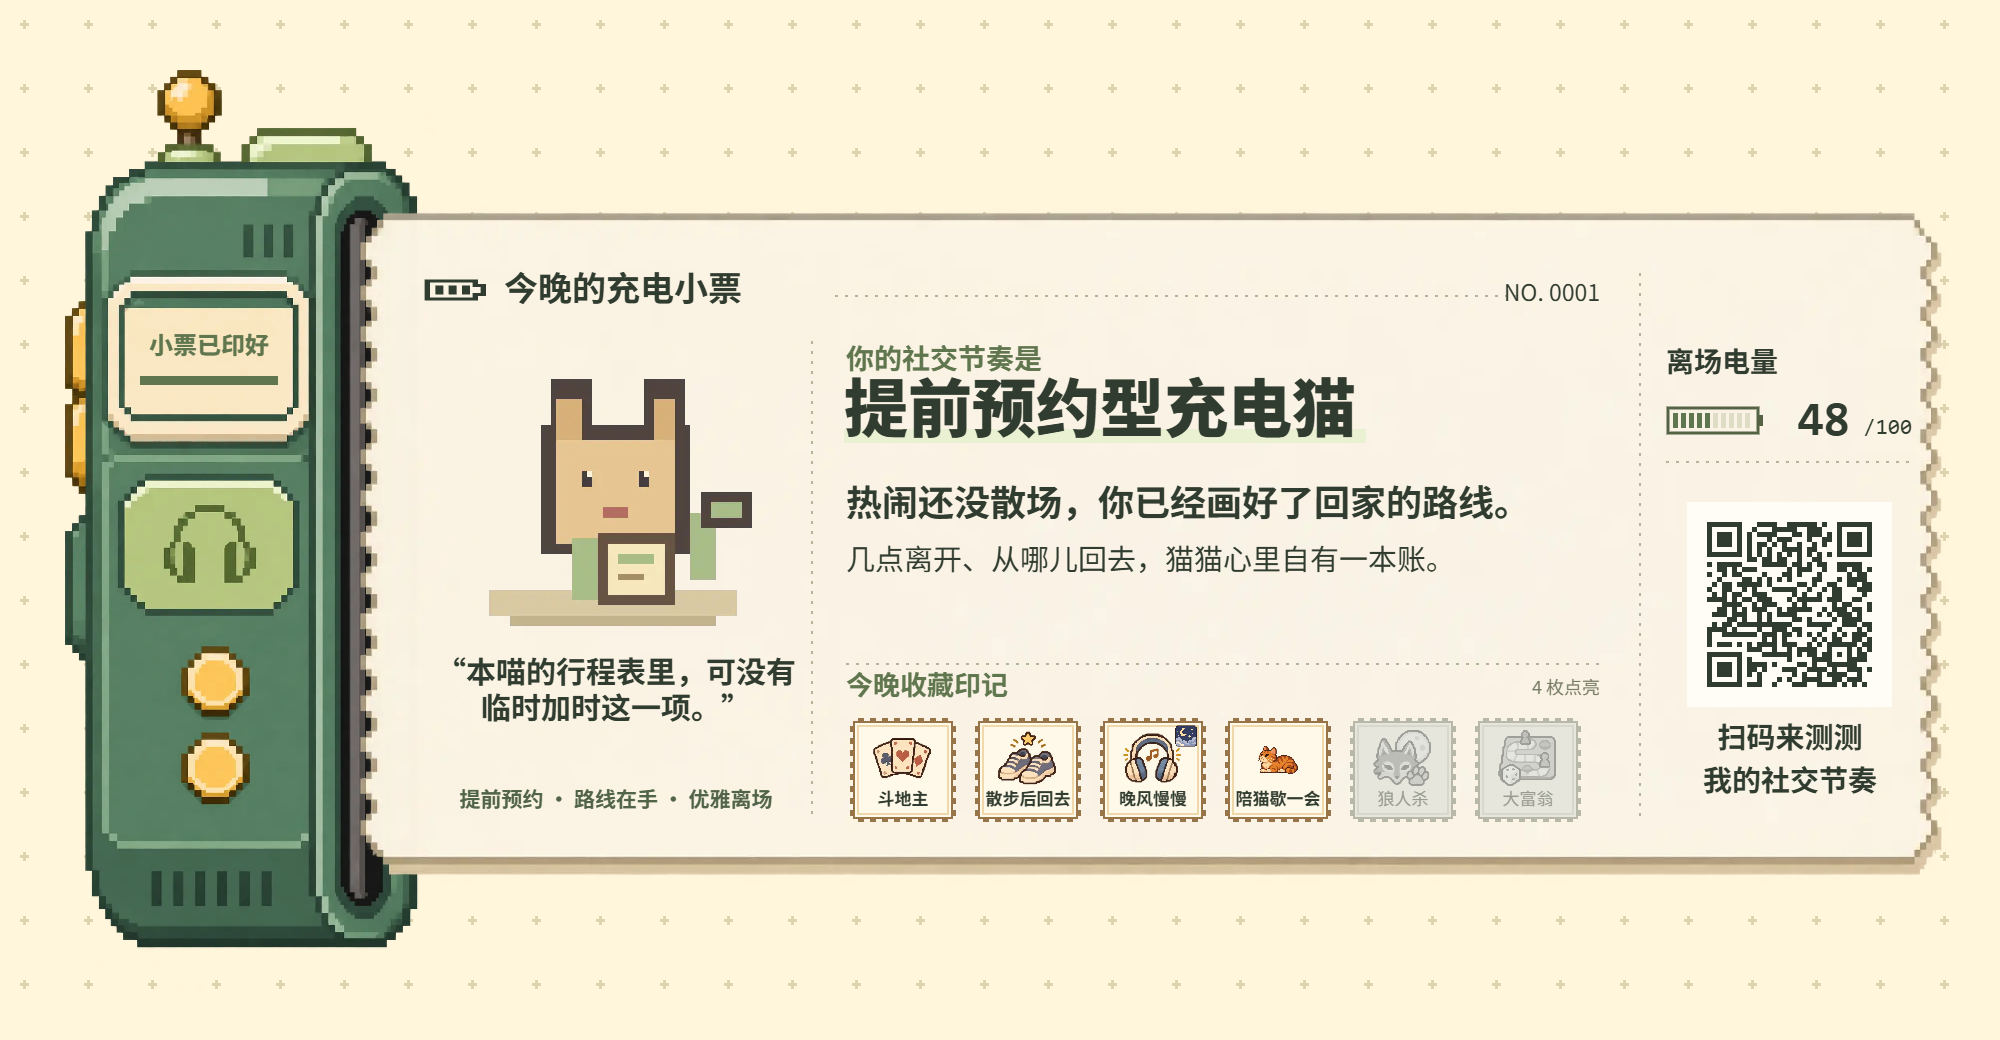 小票已印好
今晚的充电小票
NO. 0001
“本喵的行程表里，可没有
临时加时这一项。”
提前预约 · 路线在手 · 优雅离场
你的社交节奏是
提前预约型充电猫
热闹还没散场，你已经画好了回家的路线。
几点离开、从哪儿回去，猫猫心里自有一本账。
今晚收藏印记
4 枚点亮
斗地主
散步后回去
晚风慢慢
陪猫歇一会
狼人杀
大富翁
离场电量
48 /100
扫码来测测
我的社交节奏